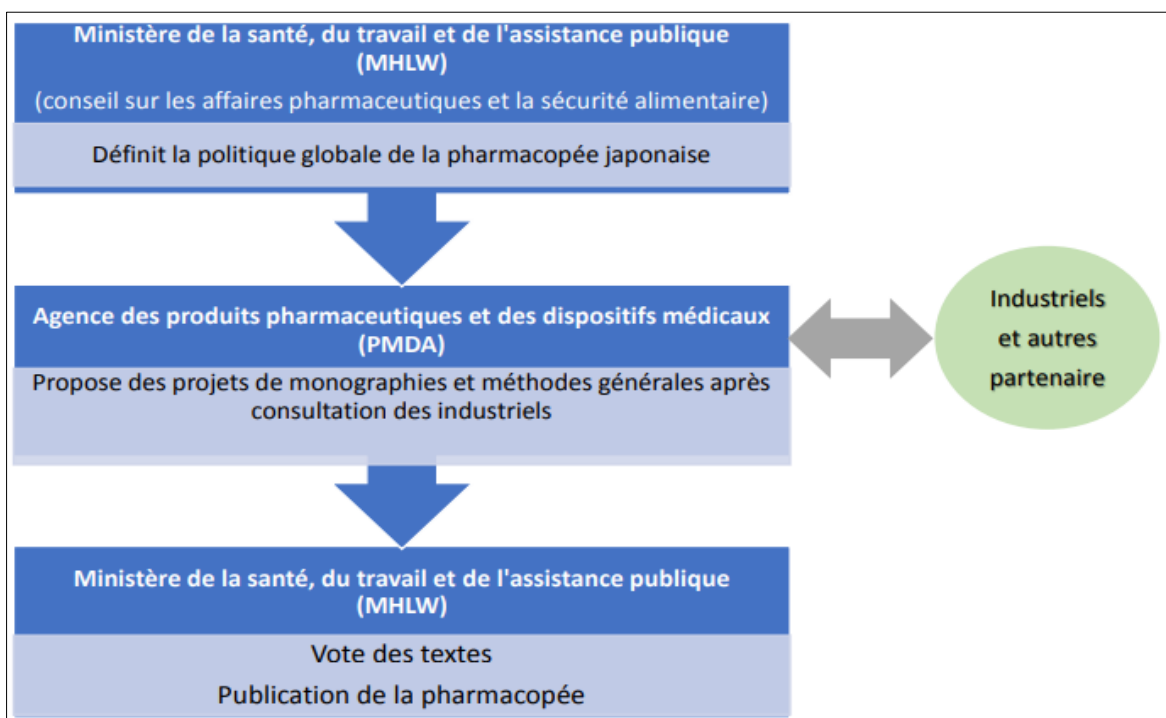 Ministère de la santé, du travail et de l'assistance publique
(MHLW)
(conseil sur les affaires pharmaceutiques et la sécurité alimentaire)
Définit la politique globale de la pharmacopée japonaise
Agence des produits pharmaceutiques et des dispositifs médicaux
(PMDA)
Propose des projets de monographies et méthodes générales après
consultation des industriels
Industriels
et autres
partenaire
Ministère de la santé, du travail et de l'assistance publique
(MHLW)
Vote des textes
Publication de la pharmacopée